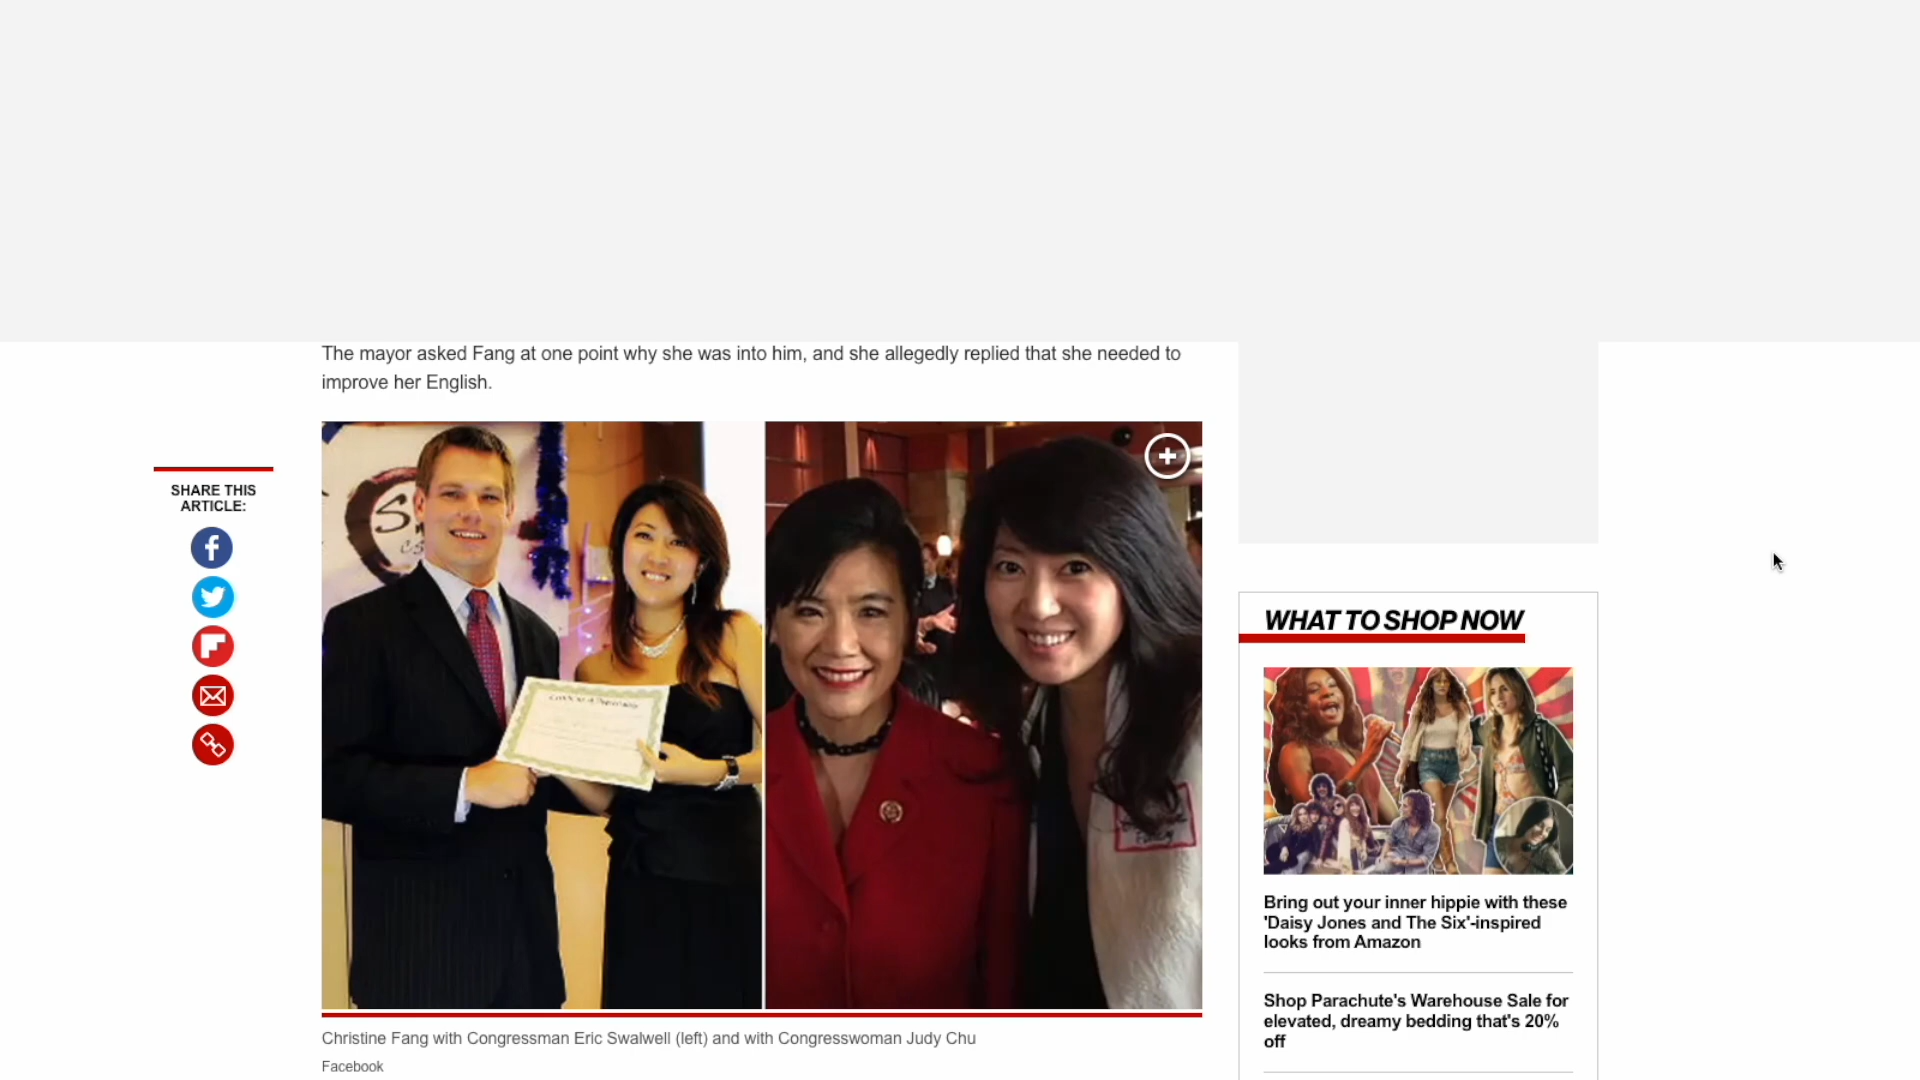 The mayor asked Fang at one point why she was into him, and she allegedly replied that she needed to
improve her English.
SHARE THIS
ARTICLE:
Christine Fang with Congressman Eric Swalwell (left) and with Congresswoman Judy Chu
Facebook
WHAT TO SHOP NOW
Bring out your inner hippie with these
'Daisy Jones and The Six'-inspired
looks from Amazon
Shop Parachute's Warehouse Sale for
elevated, dreamy bedding that's 20%
off